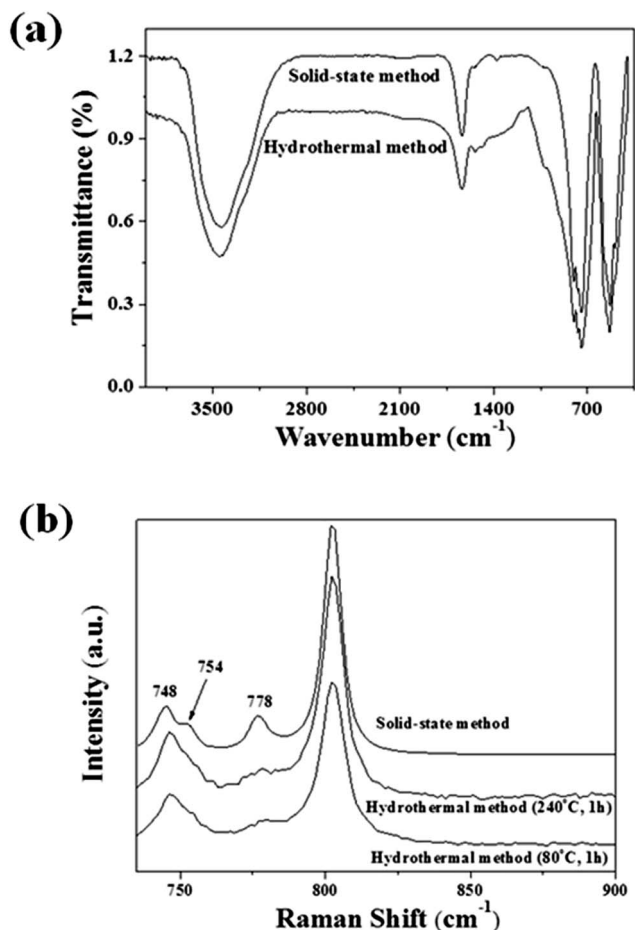 (a)
1.2
0.9
0.6
0.3
0.0
Transmittance (%)
Solid-state method
Hydrothermal method
3500 2800 2100 1400 700
Wavenumber (cm⁻¹)
(b)
Intensity (a.u.)
748
754
778
Solid-state method
Hydrothermal method (240°C, 1h)
Hydrothermal method (80°C, 1h)
750 800 850 900
Raman Shift (cm⁻¹)